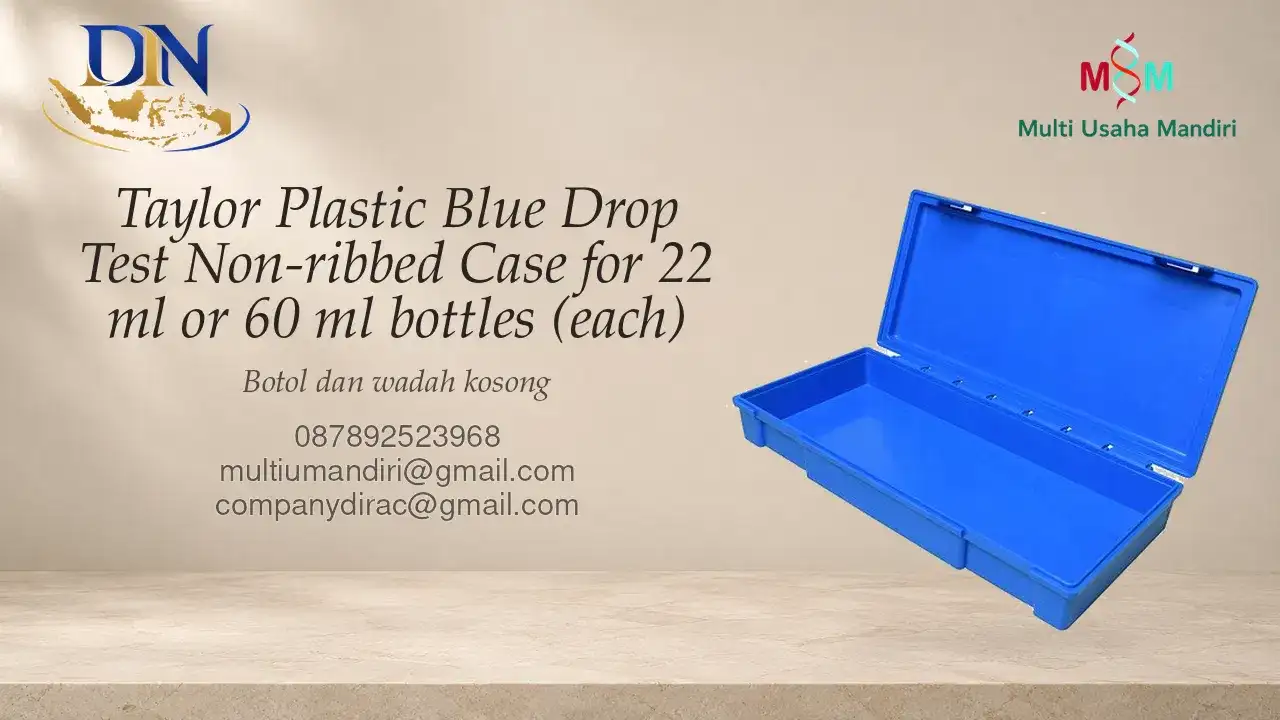 DIN
M M
Multi Usaha Mandiri
Taylor Plastic Blue Drop
Test Non-ribbed Case for 22
ml or 60 ml bottles (each)
Botol dan wadah kosong
087892523968
multiumandiri@gmail.com
companydirac@gmail.com